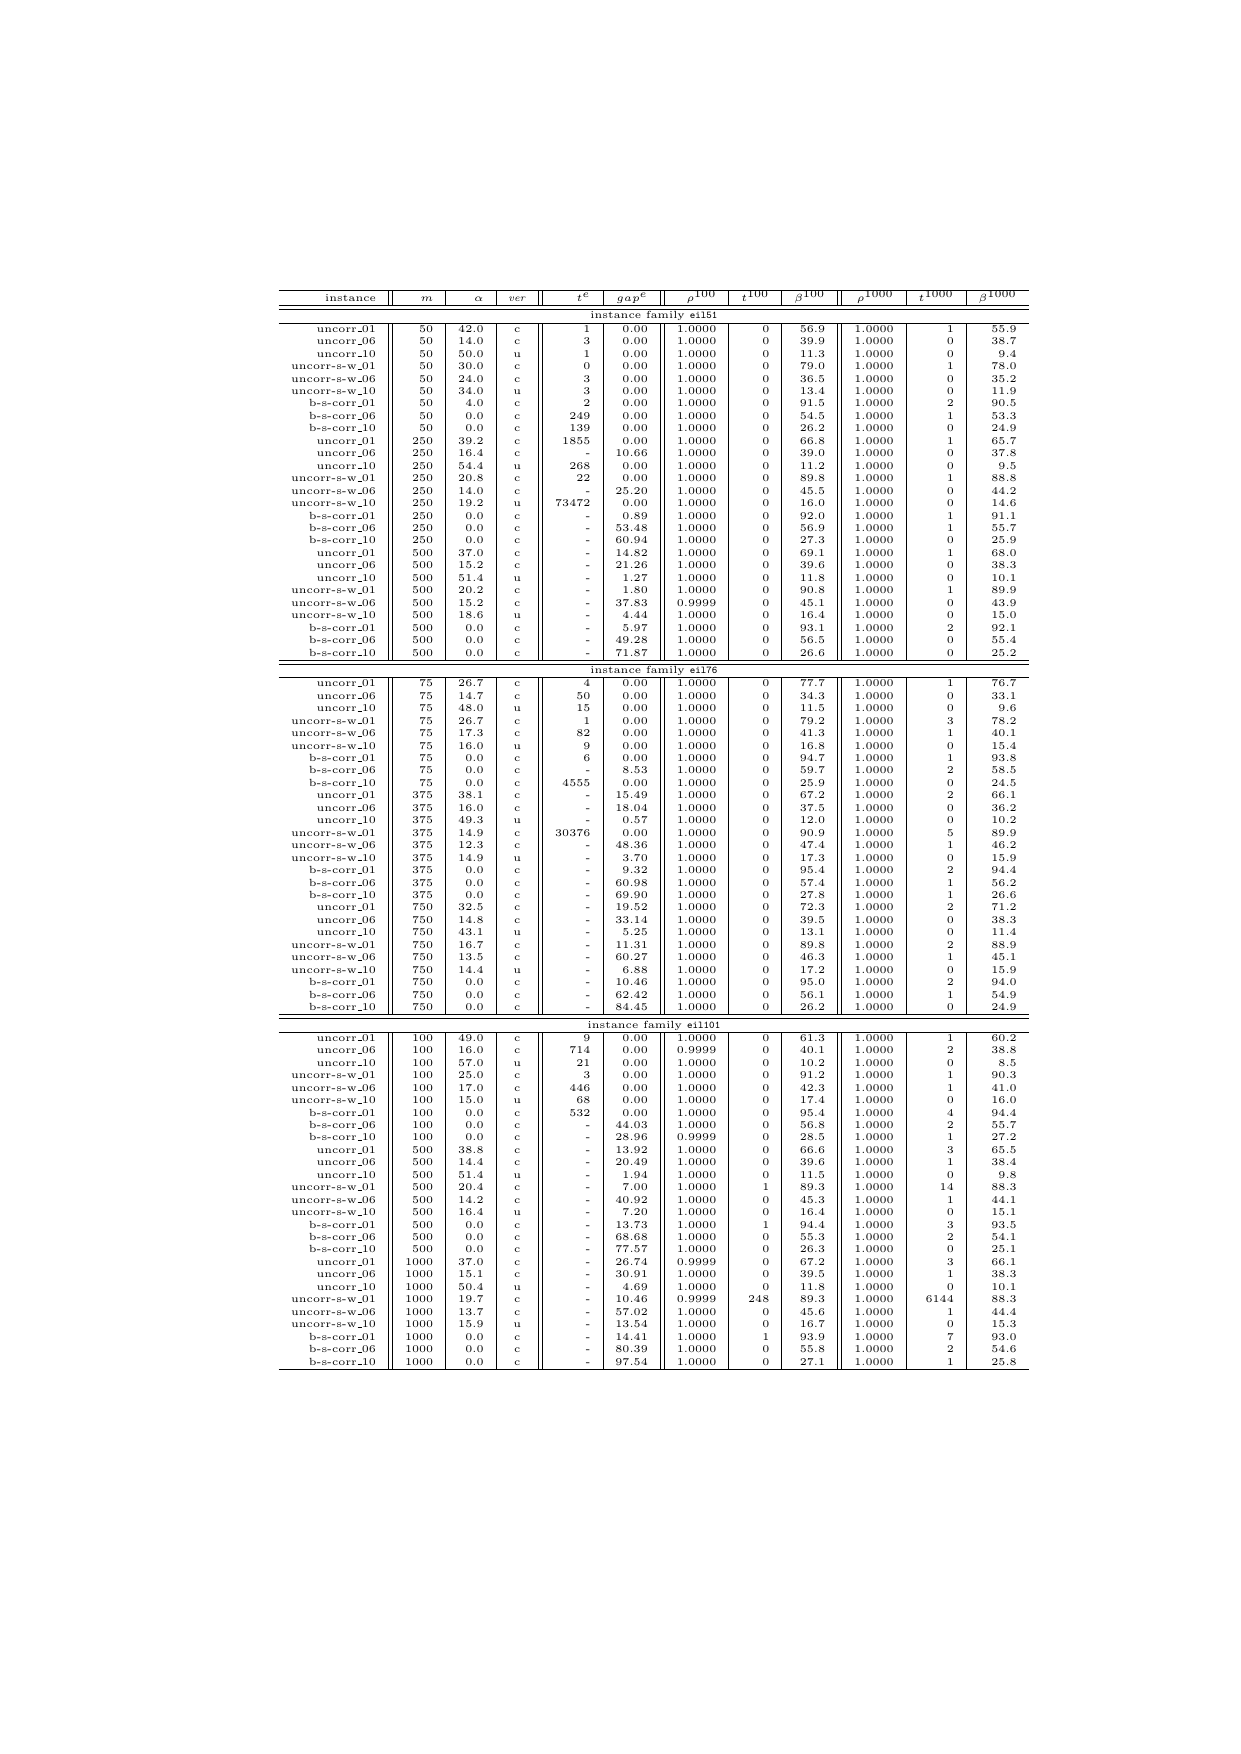 instance m α ver t^e gap^e ρ^100 t^100 β^100 ρ^1000 t^1000 β^1000
instance family eil51
uncorr_01 50 42.0 c 1 0.00 1.0000 0 56.9 1.0000 1 55.9
uncorr_06 50 14.0 c 3 0.00 1.0000 0 39.9 1.0000 0 38.7
uncorr_10 50 50.0 u 1 0.00 1.0000 0 11.3 1.0000 0 9.4
uncorr-s-w_01 50 30.0 c 0 0.00 1.0000 0 79.0 1.0000 1 78.0
uncorr-s-w_06 50 24.0 c 3 0.00 1.0000 0 36.5 1.0000 0 35.2
uncorr-s-w_10 50 34.0 u 3 0.00 1.0000 0 13.4 1.0000 0 11.9
b-s-corr_01 50 4.0 c 2 0.00 1.0000 0 91.5 1.0000 2 90.5
b-s-corr_06 50 0.0 c 249 0.00 1.0000 0 54.5 1.0000 1 53.3
b-s-corr_10 50 0.0 c 139 0.00 1.0000 0 26.2 1.0000 0 24.9
uncorr_01 250 39.2 c 1855 0.00 1.0000 0 66.8 1.0000 1 65.7
uncorr_06 250 16.4 c - 10.66 1.0000 0 39.0 1.0000 0 37.8
uncorr_10 250 54.4 u 268 0.00 1.0000 0 11.2 1.0000 0 9.5
uncorr-s-w_01 250 20.8 c 22 0.00 1.0000 0 89.8 1.0000 1 88.8
uncorr-s-w_06 250 14.0 c - 25.20 1.0000 0 45.5 1.0000 0 44.2
uncorr-s-w_10 250 19.2 u 73472 0.00 1.0000 0 16.0 1.0000 0 14.6
b-s-corr_01 250 0.0 c - 0.89 1.0000 0 92.0 1.0000 1 91.1
b-s-corr_06 250 0.0 c - 53.48 1.0000 0 56.9 1.0000 1 55.7
b-s-corr_10 250 0.0 c - 60.94 1.0000 0 27.3 1.0000 0 25.9
uncorr_01 500 37.0 c - 14.82 1.0000 0 69.1 1.0000 1 68.0
uncorr_06 500 15.2 c - 21.26 1.0000 0 39.6 1.0000 0 38.3
uncorr_10 500 51.4 u - 1.27 1.0000 0 11.8 1.0000 0 10.1
uncorr-s-w_01 500 20.2 c - 1.80 1.0000 0 90.8 1.0000 1 89.9
uncorr-s-w_06 500 15.2 c - 37.83 0.9999 0 45.1 1.0000 0 43.9
uncorr-s-w_10 500 18.6 u - 4.44 1.0000 0 16.4 1.0000 0 15.0
b-s-corr_01 500 0.0 c - 5.97 1.0000 0 93.1 1.0000 2 92.1
b-s-corr_06 500 0.0 c - 49.28 1.0000 0 56.5 1.0000 0 55.4
b-s-corr_10 500 0.0 c - 71.87 1.0000 0 26.6 1.0000 0 25.2
instance family eil76
uncorr_01 75 26.7 c 4 0.00 1.0000 0 77.7 1.0000 1 76.7
uncorr_06 75 14.7 c 50 0.00 1.0000 0 34.3 1.0000 0 33.1
uncorr_10 75 48.0 u 15 0.00 1.0000 0 11.5 1.0000 0 9.6
uncorr-s-w_01 75 26.7 c 1 0.00 1.0000 0 79.2 1.0000 3 78.2
uncorr-s-w_06 75 17.3 c 82 0.00 1.0000 0 41.3 1.0000 1 40.1
uncorr-s-w_10 75 16.0 u 9 0.00 1.0000 0 16.8 1.0000 0 15.4
b-s-corr_01 75 0.0 c 6 0.00 1.0000 0 94.7 1.0000 1 93.8
b-s-corr_06 75 0.0 c - 8.53 1.0000 0 59.7 1.0000 2 58.5
b-s-corr_10 75 0.0 c 4555 0.00 1.0000 0 25.9 1.0000 0 24.5
uncorr_01 375 38.1 c - 15.49 1.0000 0 67.2 1.0000 2 66.1
uncorr_06 375 16.0 c - 18.04 1.0000 0 37.5 1.0000 0 36.2
uncorr_10 375 49.3 u - 0.57 1.0000 0 12.0 1.0000 0 10.2
uncorr-s-w_01 375 14.9 c 30376 0.00 1.0000 0 90.9 1.0000 5 89.9
uncorr-s-w_06 375 12.3 c - 48.36 1.0000 0 47.4 1.0000 1 46.2
uncorr-s-w_10 375 14.9 u - 3.70 1.0000 0 17.3 1.0000 0 15.9
b-s-corr_01 375 0.0 c - 9.32 1.0000 0 95.4 1.0000 2 94.4
b-s-corr_06 375 0.0 c - 60.98 1.0000 0 57.4 1.0000 1 56.2
b-s-corr_10 375 0.0 c - 69.90 1.0000 0 27.8 1.0000 1 26.6
uncorr_01 750 32.5 c - 19.52 1.0000 0 72.3 1.0000 2 71.2
uncorr_06 750 14.8 c - 33.14 1.0000 0 39.5 1.0000 0 38.3
uncorr_10 750 43.1 u - 5.25 1.0000 0 13.1 1.0000 0 11.4
uncorr-s-w_01 750 16.7 c - 11.31 1.0000 0 89.8 1.0000 2 88.9
uncorr-s-w_06 750 13.5 c - 60.27 1.0000 0 46.3 1.0000 1 45.1
uncorr-s-w_10 750 14.4 u - 6.88 1.0000 0 17.2 1.0000 0 15.9
b-s-corr_01 750 0.0 c - 10.46 1.0000 0 95.0 1.0000 2 94.0
b-s-corr_06 750 0.0 c - 62.42 1.0000 0 56.1 1.0000 1 54.9
b-s-corr_10 750 0.0 c - 84.45 1.0000 0 26.2 1.0000 0 24.9
instance family eil101
uncorr_01 100 49.0 c 9 0.00 1.0000 0 61.3 1.0000 1 60.2
uncorr_06 100 16.0 c 714 0.00 0.9999 0 40.1 1.0000 2 38.8
uncorr_10 100 57.0 u 21 0.00 1.0000 0 10.2 1.0000 0 8.5
uncorr-s-w_01 100 25.0 c 3 0.00 1.0000 0 91.2 1.0000 1 90.3
uncorr-s-w_06 100 17.0 c 446 0.00 1.0000 0 42.3 1.0000 1 41.0
uncorr-s-w_10 100 15.0 u 68 0.00 1.0000 0 17.4 1.0000 0 16.0
b-s-corr_01 100 0.0 c 532 0.00 1.0000 0 95.4 1.0000 4 94.4
b-s-corr_06 100 0.0 c - 44.03 1.0000 0 56.8 1.0000 2 55.7
b-s-corr_10 100 0.0 c - 28.96 0.9999 0 28.5 1.0000 1 27.2
uncorr_01 500 38.8 c - 13.92 1.0000 0 66.6 1.0000 3 65.5
uncorr_06 500 14.4 c - 20.49 1.0000 0 39.6 1.0000 1 38.4
uncorr_10 500 51.4 u - 1.94 1.0000 0 11.5 1.0000 0 9.8
uncorr-s-w_01 500 20.4 c - 7.00 1.0000 1 89.3 1.0000 14 88.3
uncorr-s-w_06 500 14.2 c - 40.92 1.0000 0 45.3 1.0000 1 44.1
uncorr-s-w_10 500 16.4 u - 7.20 1.0000 0 16.4 1.0000 0 15.1
b-s-corr_01 500 0.0 c - 13.73 1.0000 1 94.4 1.0000 3 93.5
b-s-corr_06 500 0.0 c - 68.68 1.0000 0 55.3 1.0000 2 54.1
b-s-corr_10 500 0.0 c - 77.57 1.0000 0 26.3 1.0000 0 25.1
uncorr_01 1000 37.0 c - 26.74 0.9999 0 67.2 1.0000 3 66.1
uncorr_06 1000 15.1 c - 30.91 1.0000 0 39.5 1.0000 1 38.3
uncorr_10 1000 50.4 u - 4.69 1.0000 0 11.8 1.0000 0 10.1
uncorr-s-w_01 1000 19.7 c - 10.46 0.9999 248 89.3 1.0000 6144 88.3
uncorr-s-w_06 1000 13.7 c - 57.02 1.0000 0 45.6 1.0000 1 44.4
uncorr-s-w_10 1000 15.9 u - 13.54 1.0000 0 16.7 1.0000 0 15.3
b-s-corr_01 1000 0.0 c - 14.41 1.0000 1 93.9 1.0000 7 93.0
b-s-corr_06 1000 0.0 c - 80.39 1.0000 0 55.8 1.0000 2 54.6
b-s-corr_10 1000 0.0 c - 97.54 1.0000 0 27.1 1.0000 1 25.8